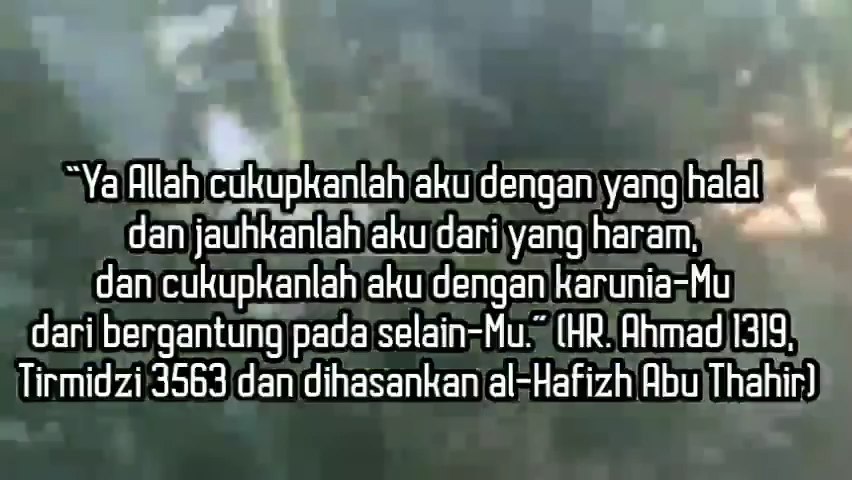 “Ya Allah cukupkanlah aku dengan yang halal
dan jauhkanlah aku dari yang haram,
dan cukupkanlah aku dengan karunia-Mu
dari bergantung pada selain-Mu.” (HR. Ahmad 1319,
Tirmidzi 3563 dan dihasankan al-Hafizh Abu Thahir)